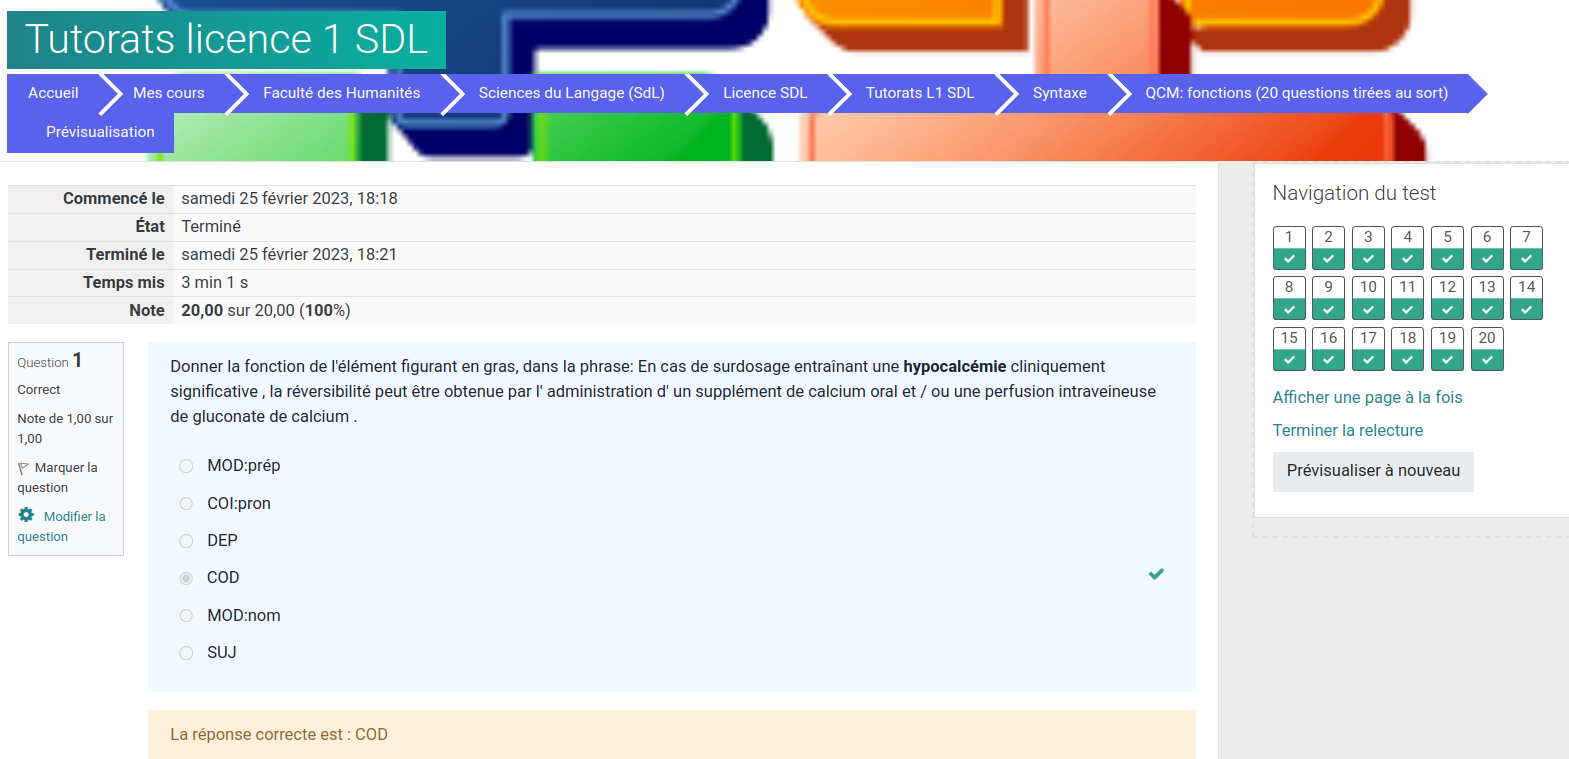 Tutorats licence 1 SDL
Accueil Mes cours Faculté des Humanités Sciences du Langage (SdL) Licence SDL Tutorats L1 SDL Syntaxe QCM: fonctions (20 questions tirées au sort)
Prévisualisation
Commencé le samedi 25 février 2023, 18:18
État Terminé
Terminé le samedi 25 février 2023, 18:21
Temps mis 3 min 1 s
Note 20,00 sur 20,00 (100%)
Question 1
Correct
Note de 1,00 sur
1,00
Marquer la
question
Modifier la
question
Donner la fonction de l'élément figurant en gras, dans la phrase: En cas de surdosage entraînant une hypocalcémie cliniquement
significative , la réversibilité peut être obtenue par l' administration d' un supplément de calcium oral et / ou une perfusion intraveineuse
de gluconate de calcium .
MOD:prép
COI:pron
DEP
COD
MOD:nom
SUJ
La réponse correcte est : COD
Navigation du test
1 2 3 4 5 6 7
8 9 10 11 12 13 14
15 16 17 18 19 20
Afficher une page à la fois
Terminer la relecture
Prévisualiser à nouveau